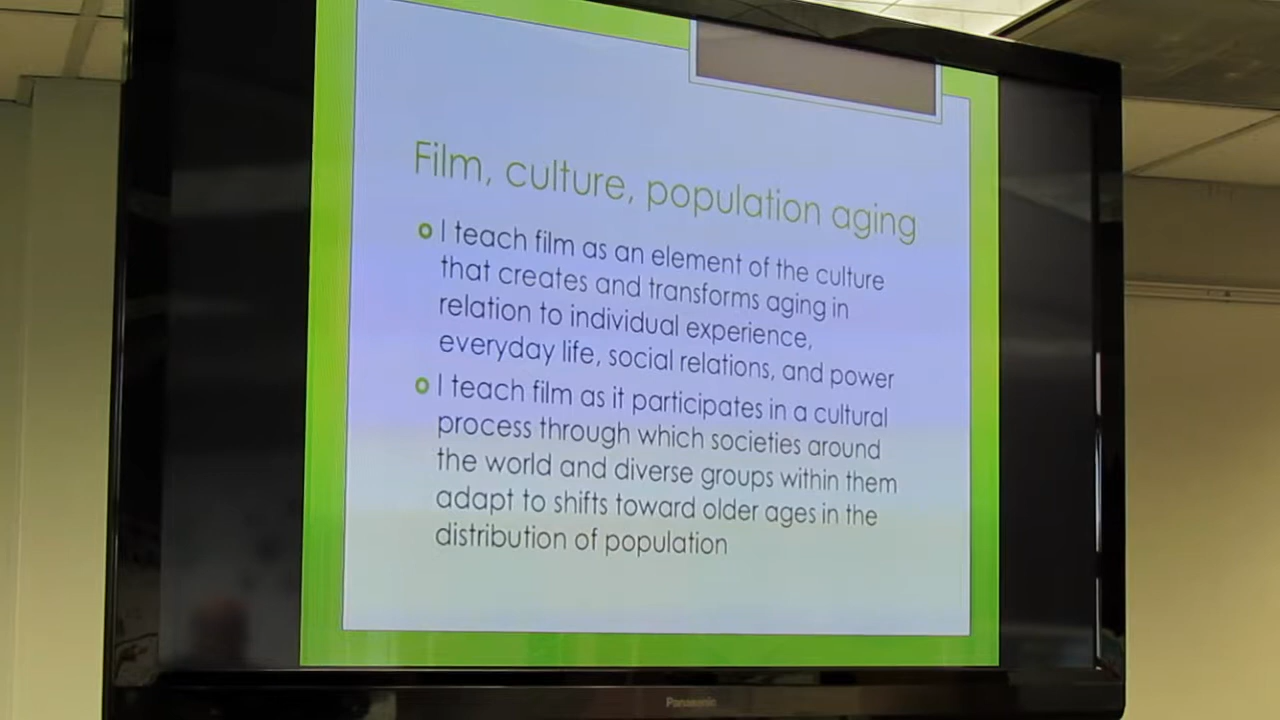 Film, culture, population aging
I teach film as an element of the culture
that creates and transforms aging in
relation to individual experience,
everyday life, social relations, and power
I teach film as it participates in a cultural
process through which societies around
the world and diverse groups within them
adapt to shifts toward older ages in the
distribution of population
Panasonic